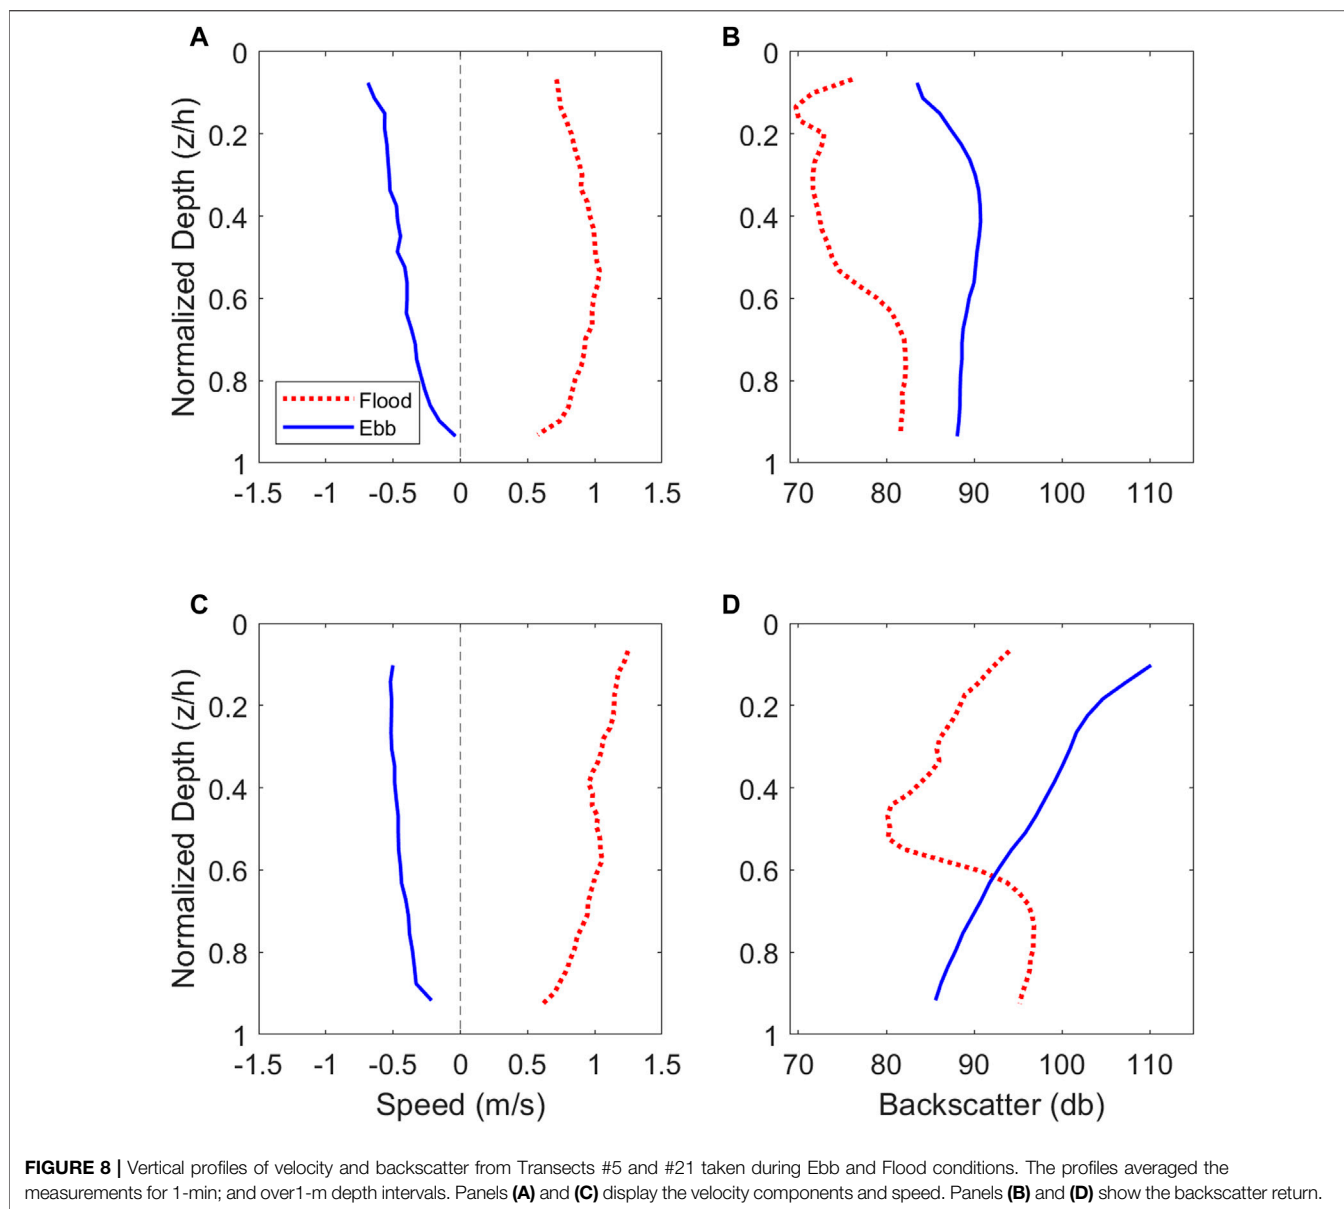 A
B
0
0.2
0.4
0.6
0.8
1
Normalized Depth (z/h)
Flood
Ebb
-1.5 -1 -0.5 0 0.5 1 1.5
0
0.2
0.4
0.6
0.8
1
70 80 90 100 110
C
D
0
0.2
0.4
0.6
0.8
1
Normalized Depth (z/h)
-1.5 -1 -0.5 0 0.5 1 1.5
Speed (m/s)
0
0.2
0.4
0.6
0.8
1
70 80 90 100 110
Backscatter (db)
FIGURE 8 | Vertical profiles of velocity and backscatter from Transects #5 and #21 taken during Ebb and Flood conditions. The profiles averaged the
measurements for 1-min; and over1-m depth intervals. Panels (A) and (C) display the velocity components and speed. Panels (B) and (D) show the backscatter return.